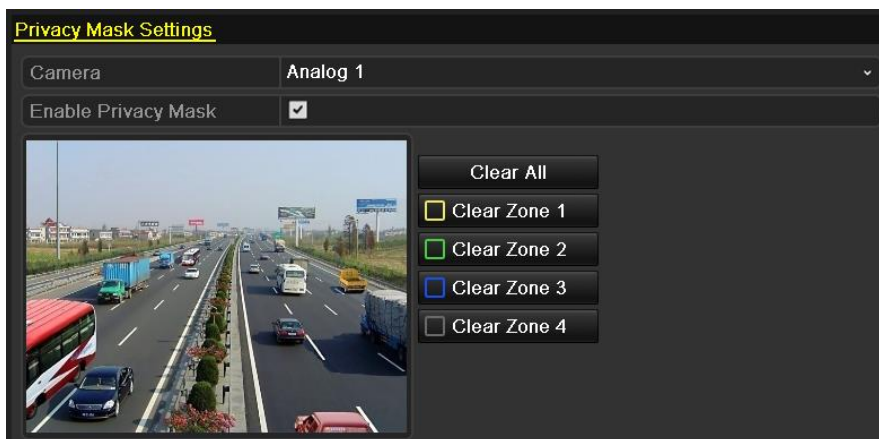 Privacy Mask Settings
Camera
Analog 1
Enable Privacy Mask
Clear All
Clear Zone 1
Clear Zone 2
Clear Zone 3
Clear Zone 4